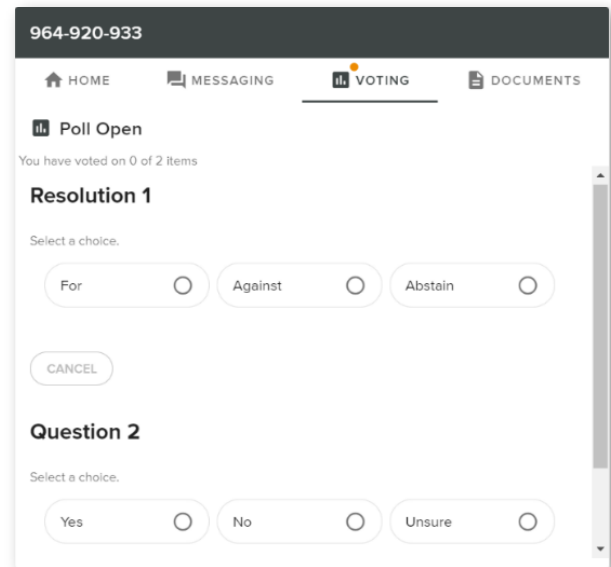 964-920-933
HOME MESSAGING VOTING DOCUMENTS
Poll Open
You have voted on 0 of 2 items
Resolution 1
Select a choice.
For Against Abstain
CANCEL
Question 2
Select a choice.
Yes No Unsure